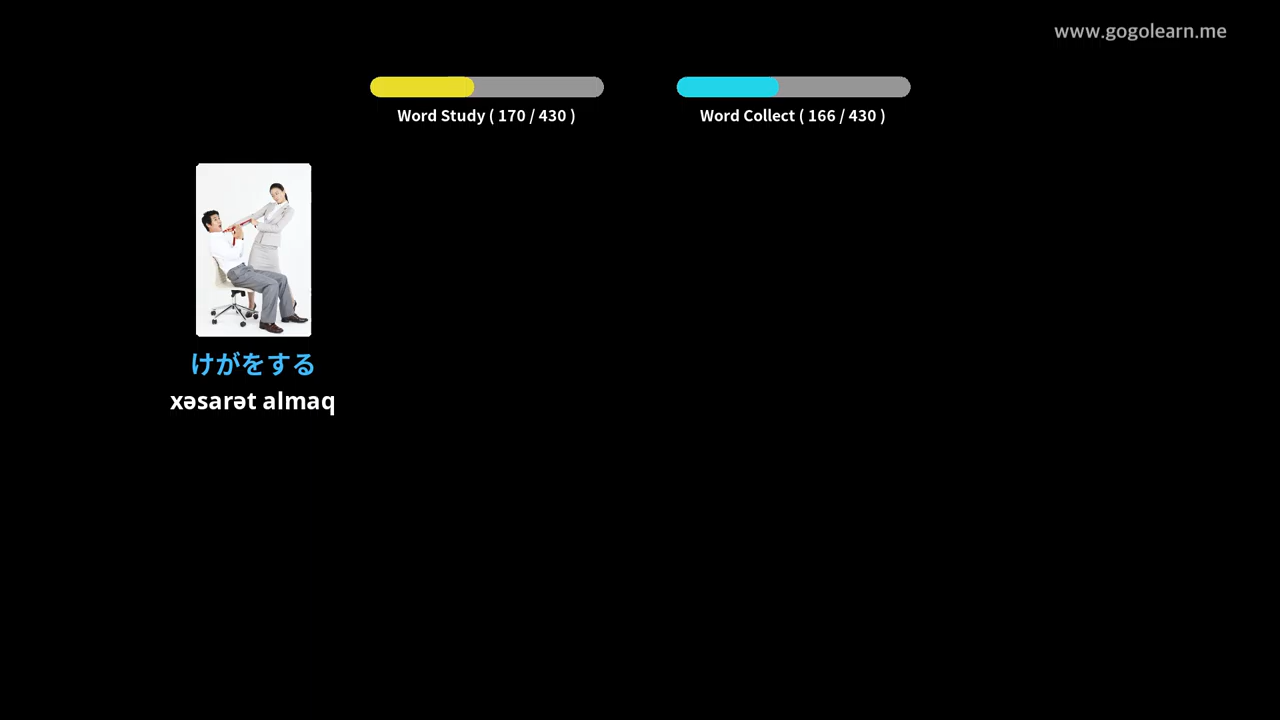 www.gogolearn.me
Word Study ( 170 / 430 )
Word Collect ( 166 / 430 )
けがをする
xəsarət almaq